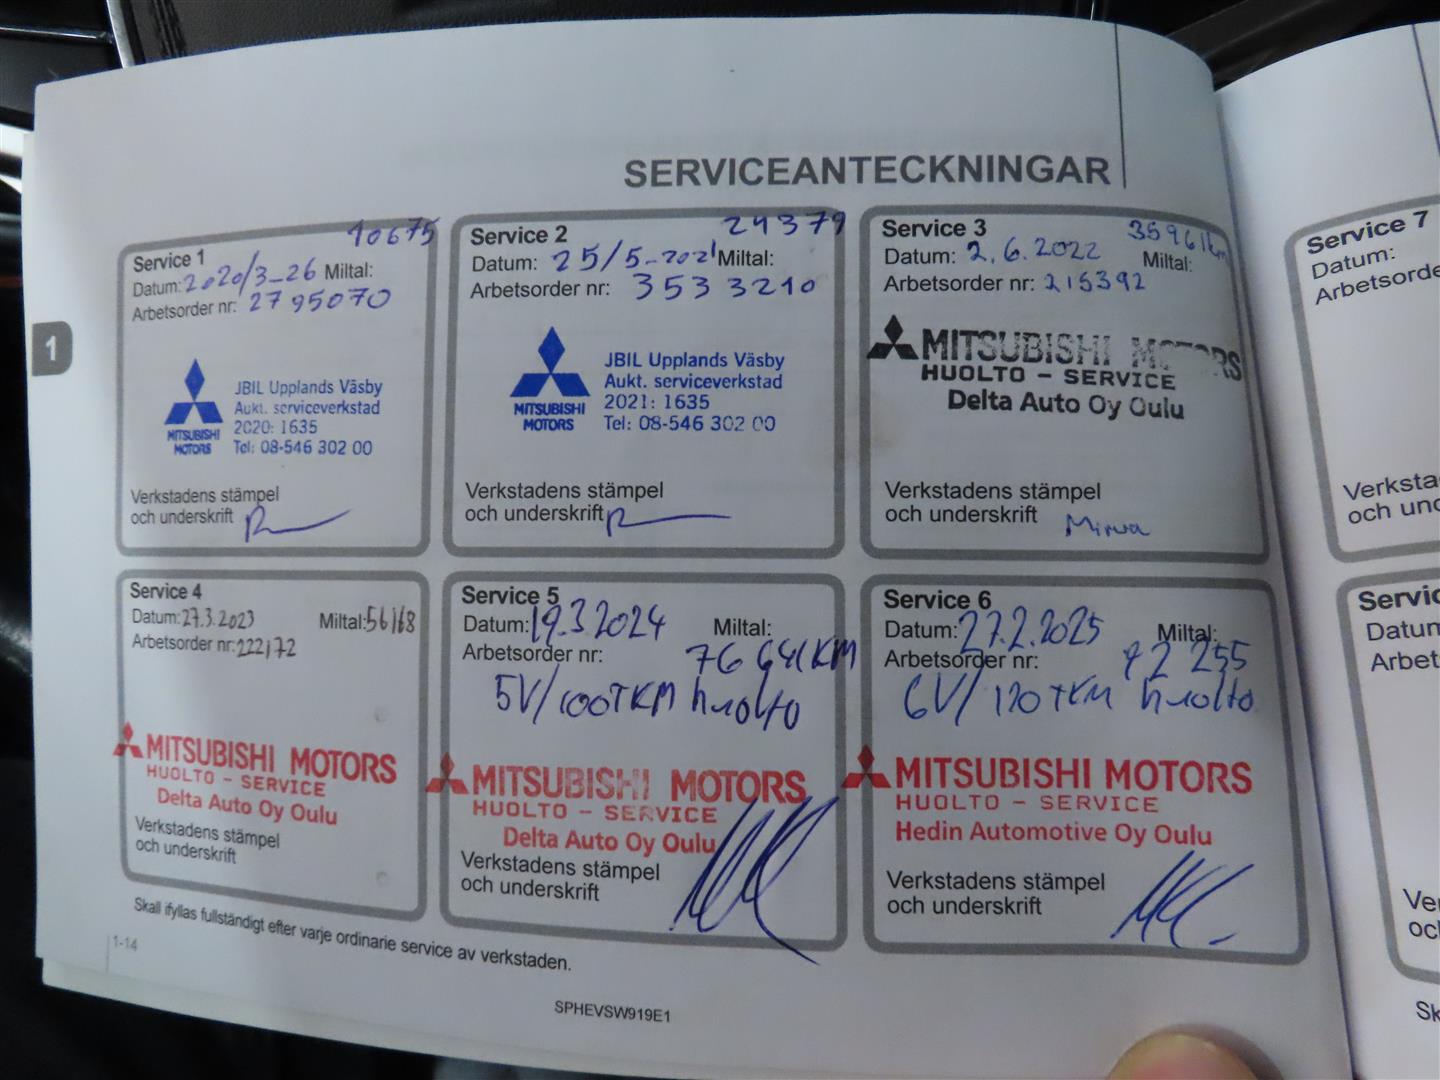 SERVICEANTECKNINGAR
1
Service 1
10675
Datum: 2020/3-26 Miltal:
Arbetsorder nr: 2795070
MITSUBISHI
MOTORS
JBIL Upplands Väsby
Aukt. serviceverkstad
2020: 1635
Tel: 08-546 302 00
Verkstadens stämpel
och underskrift
Service 2
24379
Datum: 25/5-2021 Miltal:
Arbetsorder nr: 3533210
MITSUBISHI
MOTORS
JBIL Upplands Väsby
Aukt. serviceverkstad
2021: 1635
Tel: 08-546 302 00
Verkstadens stämpel
och underskrift
Service 3
35961km
Datum: 2.6.2022 Miltal:
Arbetsorder nr: 215392
MITSUBISHI MOTORS
HUOLTO - SERVICE
Delta Auto Oy Oulu
Verkstadens stämpel
och underskrift
Service 4
Datum: 27.3.2023 Miltal: 56168
Arbetsorder nr: 222172
MITSUBISHI MOTORS
HUOLTO - SERVICE
Delta Auto Oy Oulu
Verkstadens stämpel
och underskrift
Service 5
Datum: 19.3.2024 Miltal:
Arbetsorder nr:
5V/100TKM huolto
MITSUBISHI MOTORS
HUOLTO - SERVICE
Delta Auto Oy Oulu
Verkstadens stämpel
och underskrift
Service 6
Datum: 27.2.2025 Miltal:
Arbetsorder nr:
6V/120TKM huolto
MITSUBISHI MOTORS
HUOLTO - SERVICE
Hedin Automotive Oy Oulu
Verkstadens stämpel
och underskrift
Skall ifyllas fullständigt efter varje ordinarie service av verkstaden.
1-14
SPHEVSW919E1
Service 7
Datum:
Arbetsorde
Verksta
och und
Servic
Datum
Arbet
Ve
oc
Sk